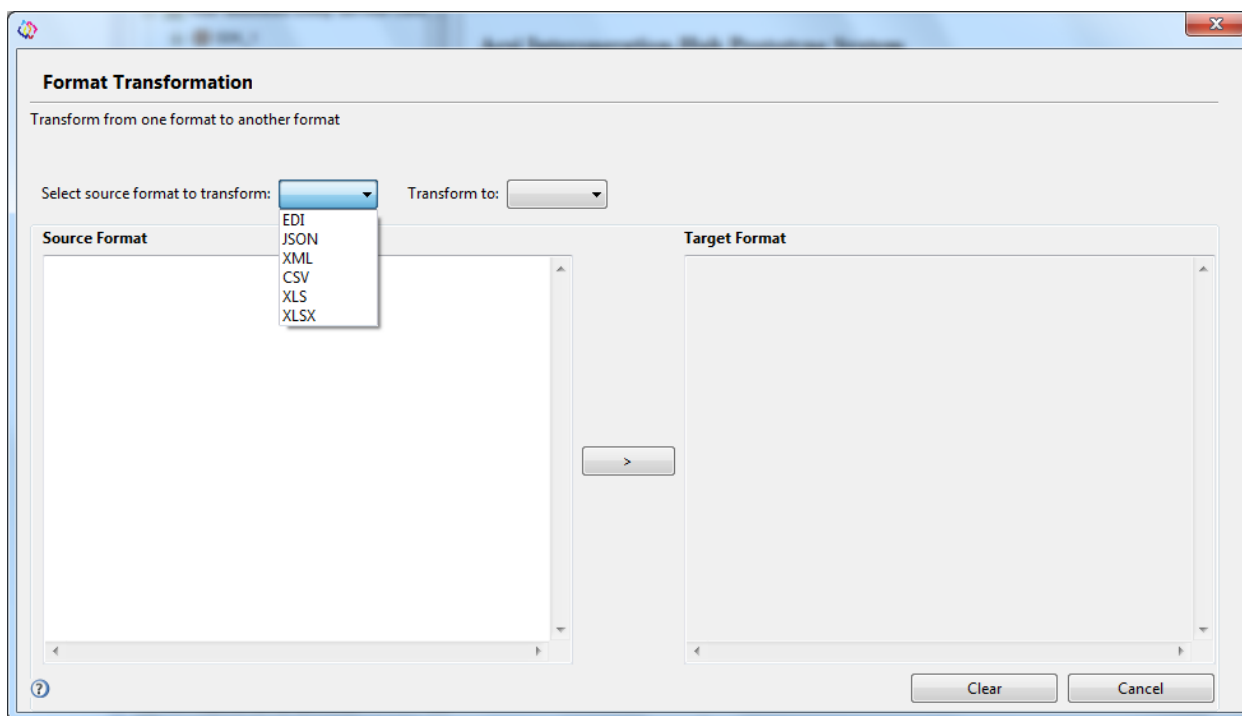 Format Transformation
Transform from one format to another format
Select source format to transform: Transform to:
EDI
JSON
XML
CSV
XLS
XLSX
Source Format
Target Format
>
Clear
Cancel